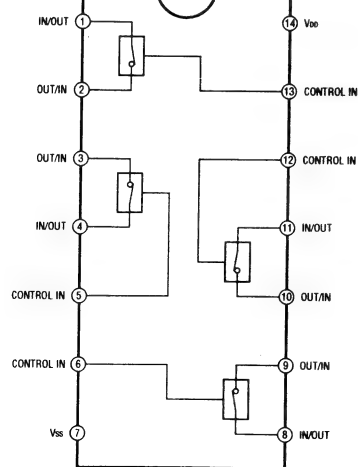 IN/OUT 1
14 VDD
OUT/IN 2
13 CONTROL IN
OUT/IN 3
12 CONTROL IN
IN/OUT 4
11 IN/OUT
CONTROL IN 5
10 OUT/IN
CONTROL IN 6
9 OUT/IN
VSS 7
8 IN/OUT